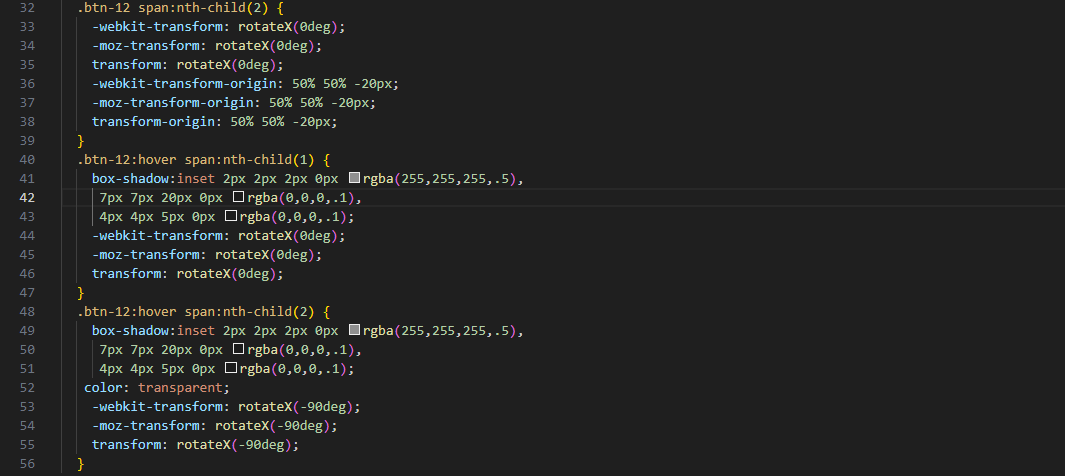 32 .btn-12 span:nth-child(2) {
33 -webkit-transform: rotateX(0deg);
34 -moz-transform: rotateX(0deg);
35 transform: rotateX(0deg);
36 -webkit-transform-origin: 50% 50% -20px;
37 -moz-transform-origin: 50% 50% -20px;
38 transform-origin: 50% 50% -20px;
39 }
40 .btn-12:hover span:nth-child(1) {
41 box-shadow:inset 2px 2px 2px 0px rgba(255,255,255,.5),
42 7px 7px 20px 0px rgba(0,0,0,.1),
43 4px 4px 5px 0px rgba(0,0,0,.1);
44 -webkit-transform: rotateX(0deg);
45 -moz-transform: rotateX(0deg);
46 transform: rotateX(0deg);
47 }
48 .btn-12:hover span:nth-child(2) {
49 box-shadow:inset 2px 2px 2px 0px rgba(255,255,255,.5),
50 7px 7px 20px 0px rgba(0,0,0,.1),
51 4px 4px 5px 0px rgba(0,0,0,.1);
52 color: transparent;
53 -webkit-transform: rotateX(-90deg);
54 -moz-transform: rotateX(-90deg);
55 transform: rotateX(-90deg);
56 }